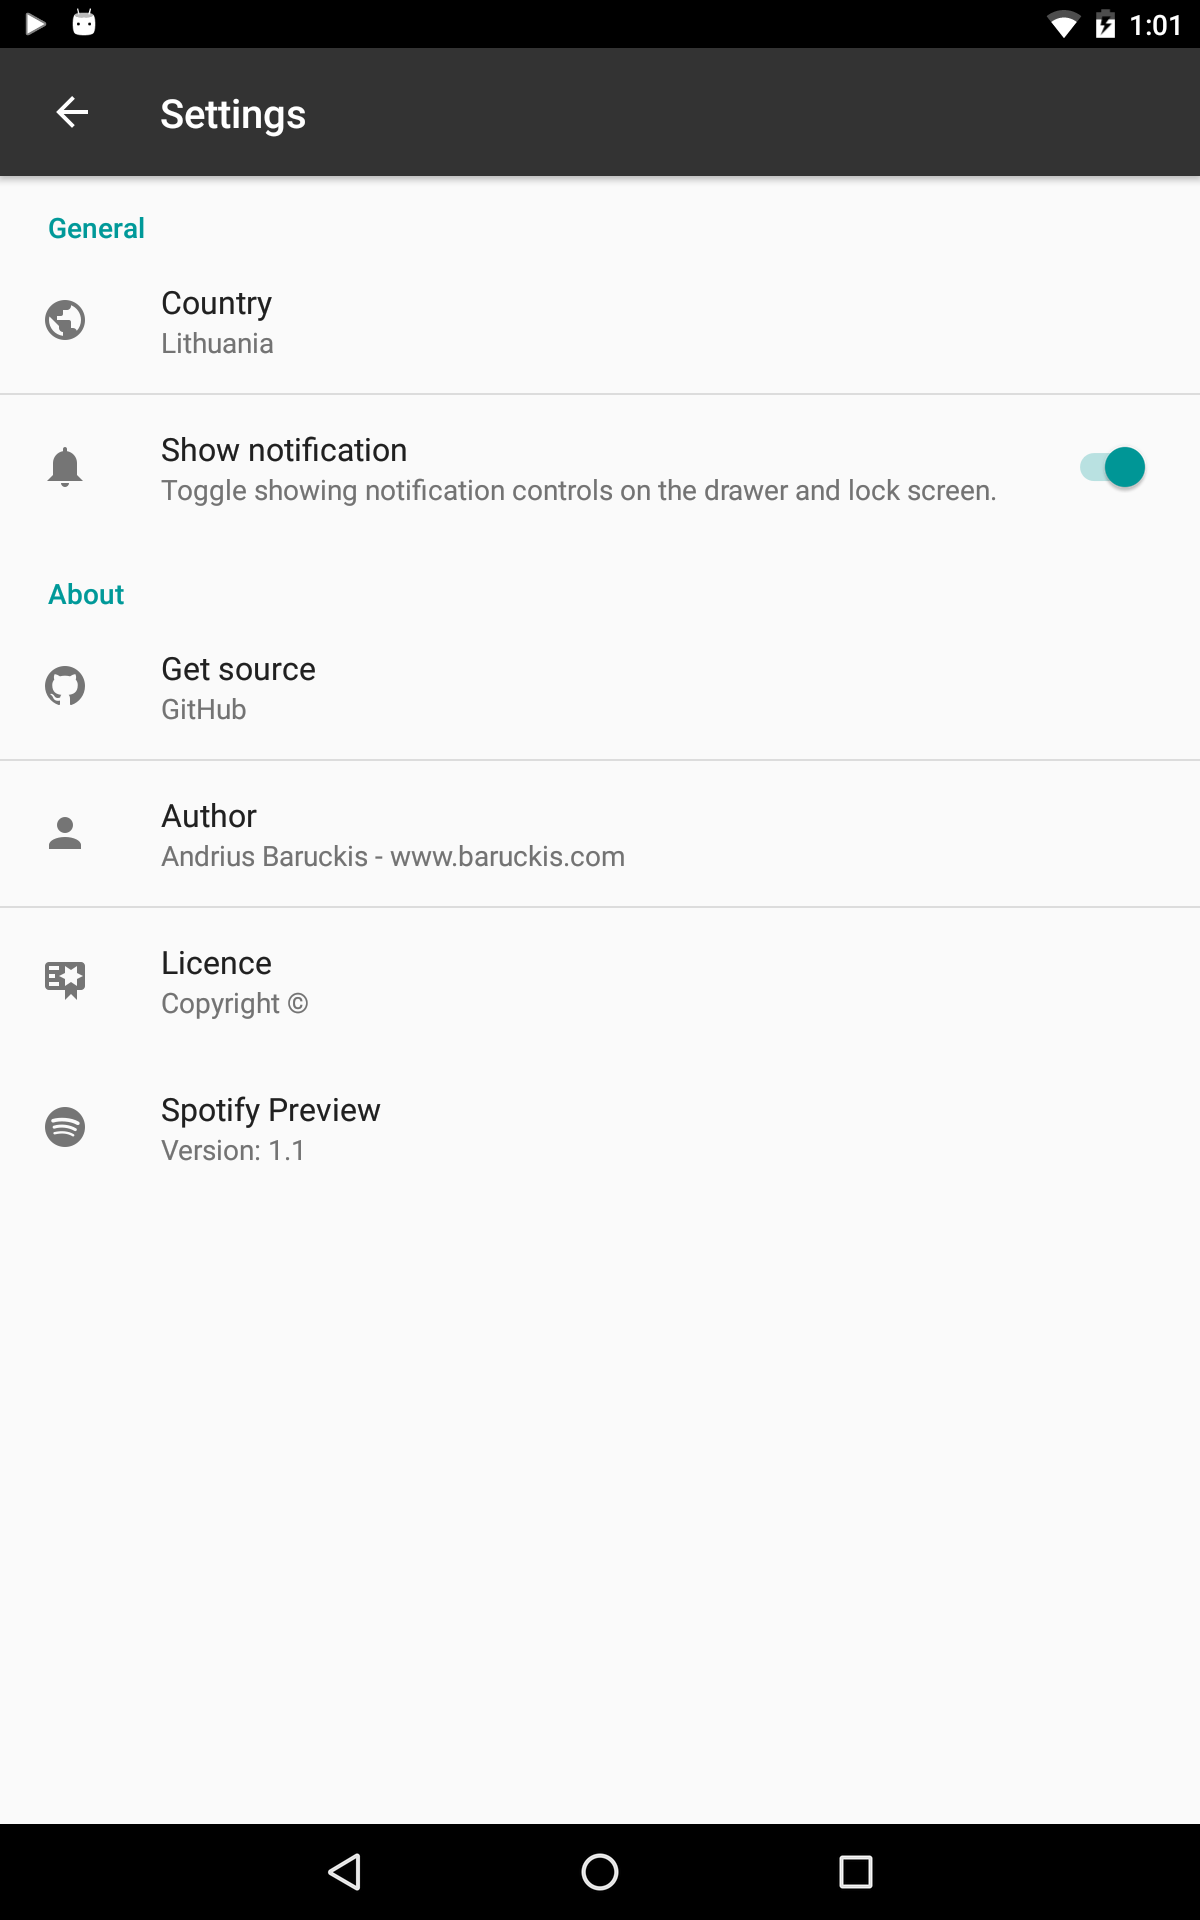 1:01
Settings
General
Country
Lithuania
Show notification
Toggle showing notification controls on the drawer and lock screen.
About
Get source
GitHub
Author
Andrius Baruckis - www.baruckis.com
Licence
Copyright ©
Spotify Preview
Version: 1.1